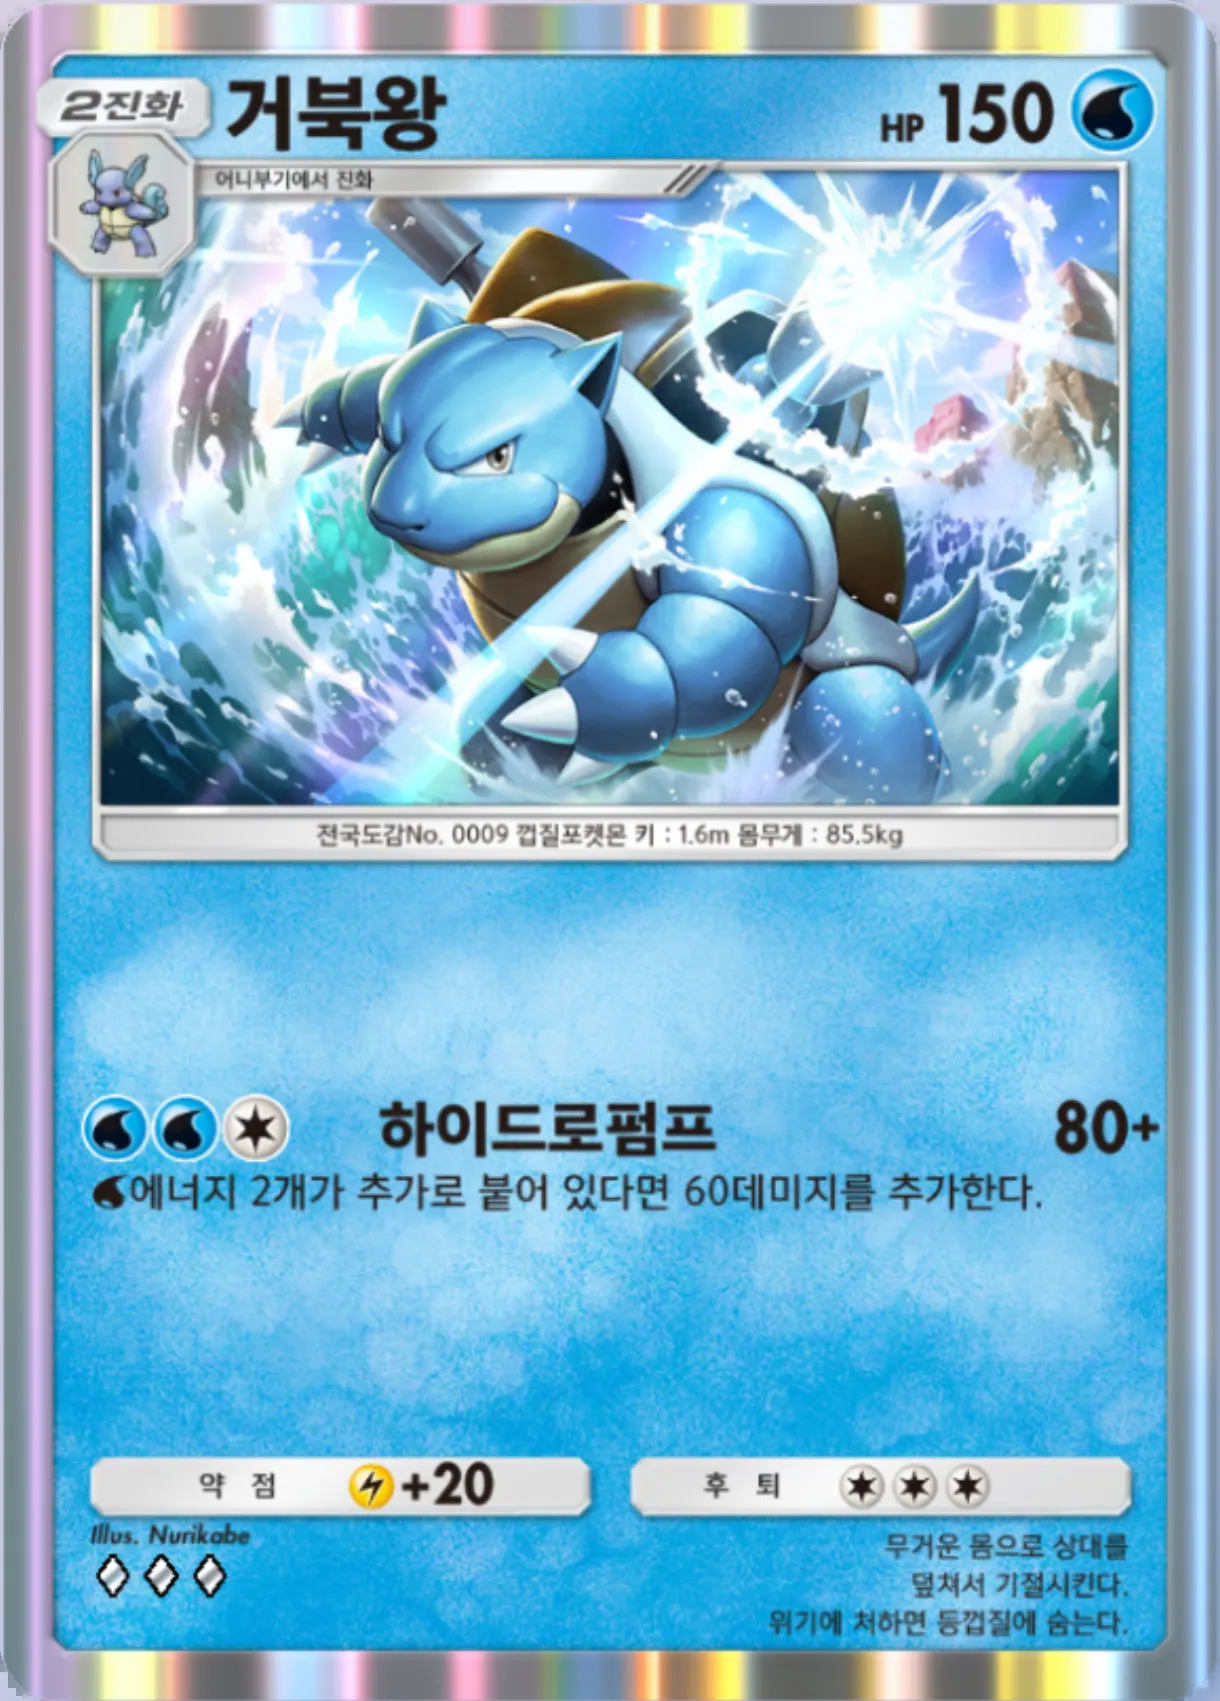 2진화
거북왕
HP 150
어니부기에서 진화
전국도감No. 0009 껍질포켓몬 키 : 1.6m 몸무게 : 85.5kg
하이드로펌프 80+
에너지 2개가 추가로 붙어 있다면 60데미지를 추가한다.
약점 +20
후퇴
Illus. Nurikabe
무거운 몸으로 상대를
덮쳐서 기절시킨다.
위기에 처하면 등껍질에 숨는다.